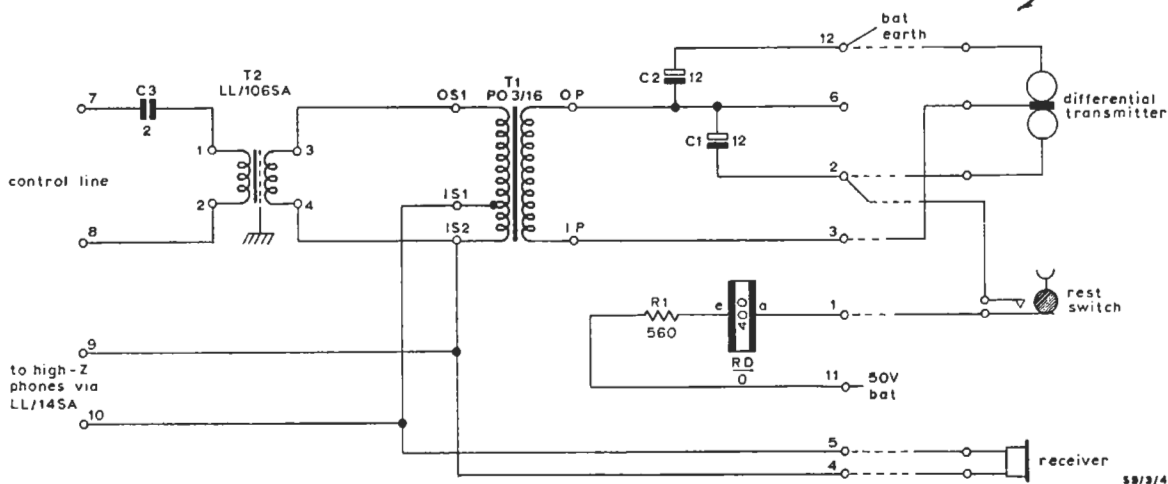 bat
earth
12
T2
LL/106SA
T1
PO 3/16
C3
C2 12
7
OS1
OP
6
2
C1 12
differential
transmitter
1
3
2
control line
IS1
2
4
8
IS2
IP
3
R1
e 400 a
1
rest
switch
560
9
RD
0
11
50V
bat
to high-Z
phones via
LL/14SA
10
5
receiver
4
S9/3/4